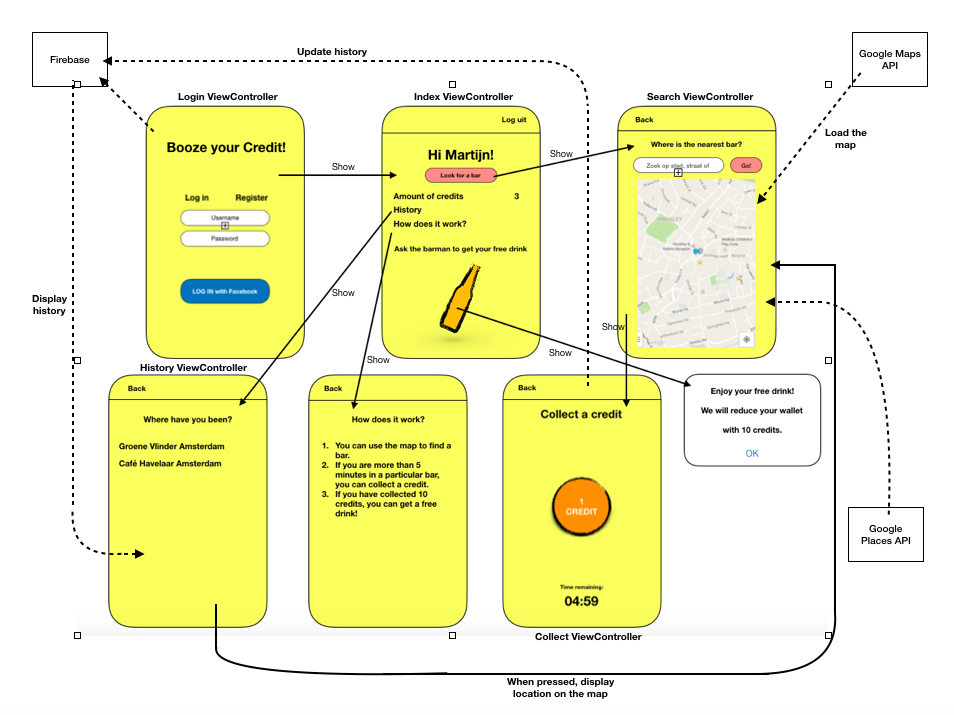 Firebase
Update history
Google Maps
API
Login ViewController
Index ViewController
Search ViewController
Load the
map
Booze your Credit!
Log in
Register
Username
Password
LOG IN with Facebook
Show
Log uit
Hi Martijn!
Look for a bar
Amount of credits
3
History
How does it work?
Ask the barman to get your free drink
Show
Back
Where is the nearest bar?
Zoek op stad, straat of
Go!
Display
history
Show
Show
Show
Show
History ViewController
Back
Where have you been?
Groene Vlinder Amsterdam
Café Havelaar Amsterdam
Back
How does it work?
1. You can use the map to find a
bar.
2. If you are more than 5
minutes in a particular bar,
you can collect a credit.
3. If you have collected 10
credits, you can get a free
drink!
Back
Collect a credit
1
CREDIT
Time remaining:
04:59
Collect ViewController
Enjoy your free drink!
We will reduce your wallet
with 10 credits.
OK
Google
Places API
When pressed, display
location on the map